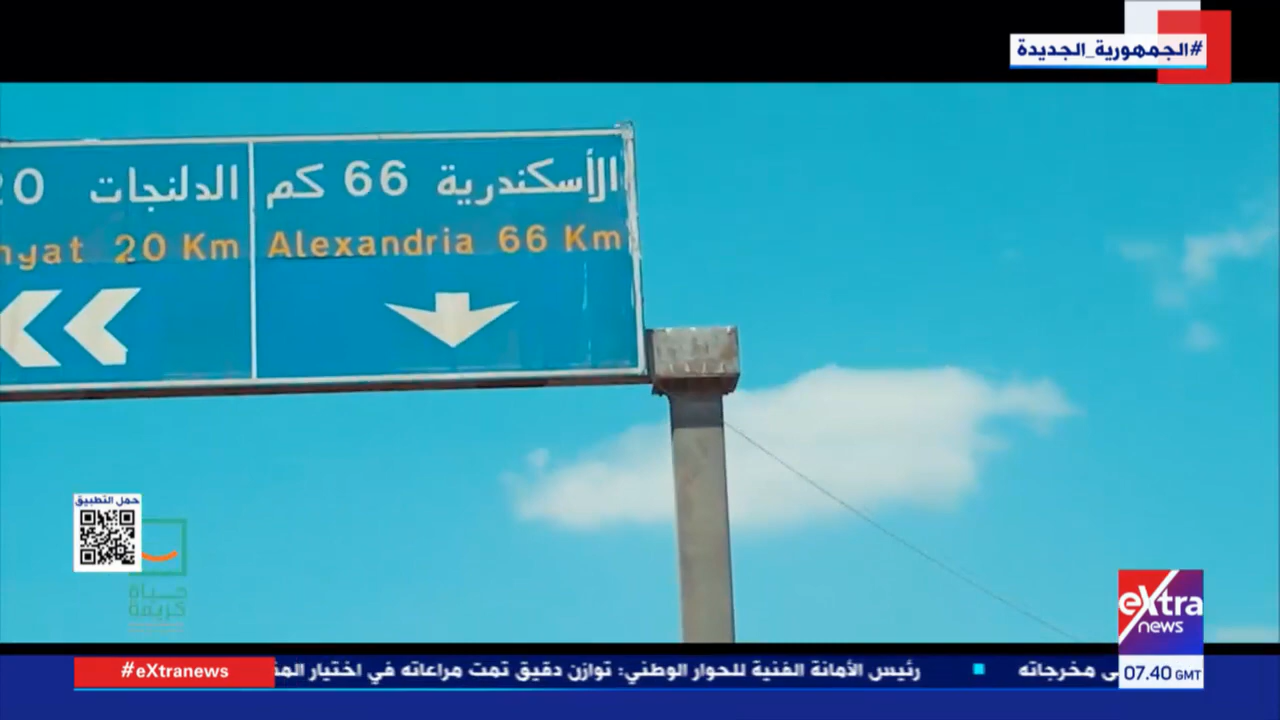 #الجمهورية_الجديدة
الأسكندرية 66 كم
Alexandria 66 Km
الدلنجات 20
20 Km
حمل التطبيق
حياة
كريمة
eXtra
news
07.40 GMT
#eXtranews
مخرجاته ■ رئيس الأمانة الفنية للحوار الوطني: توازن دقيق تمت مراعاته في اختيار